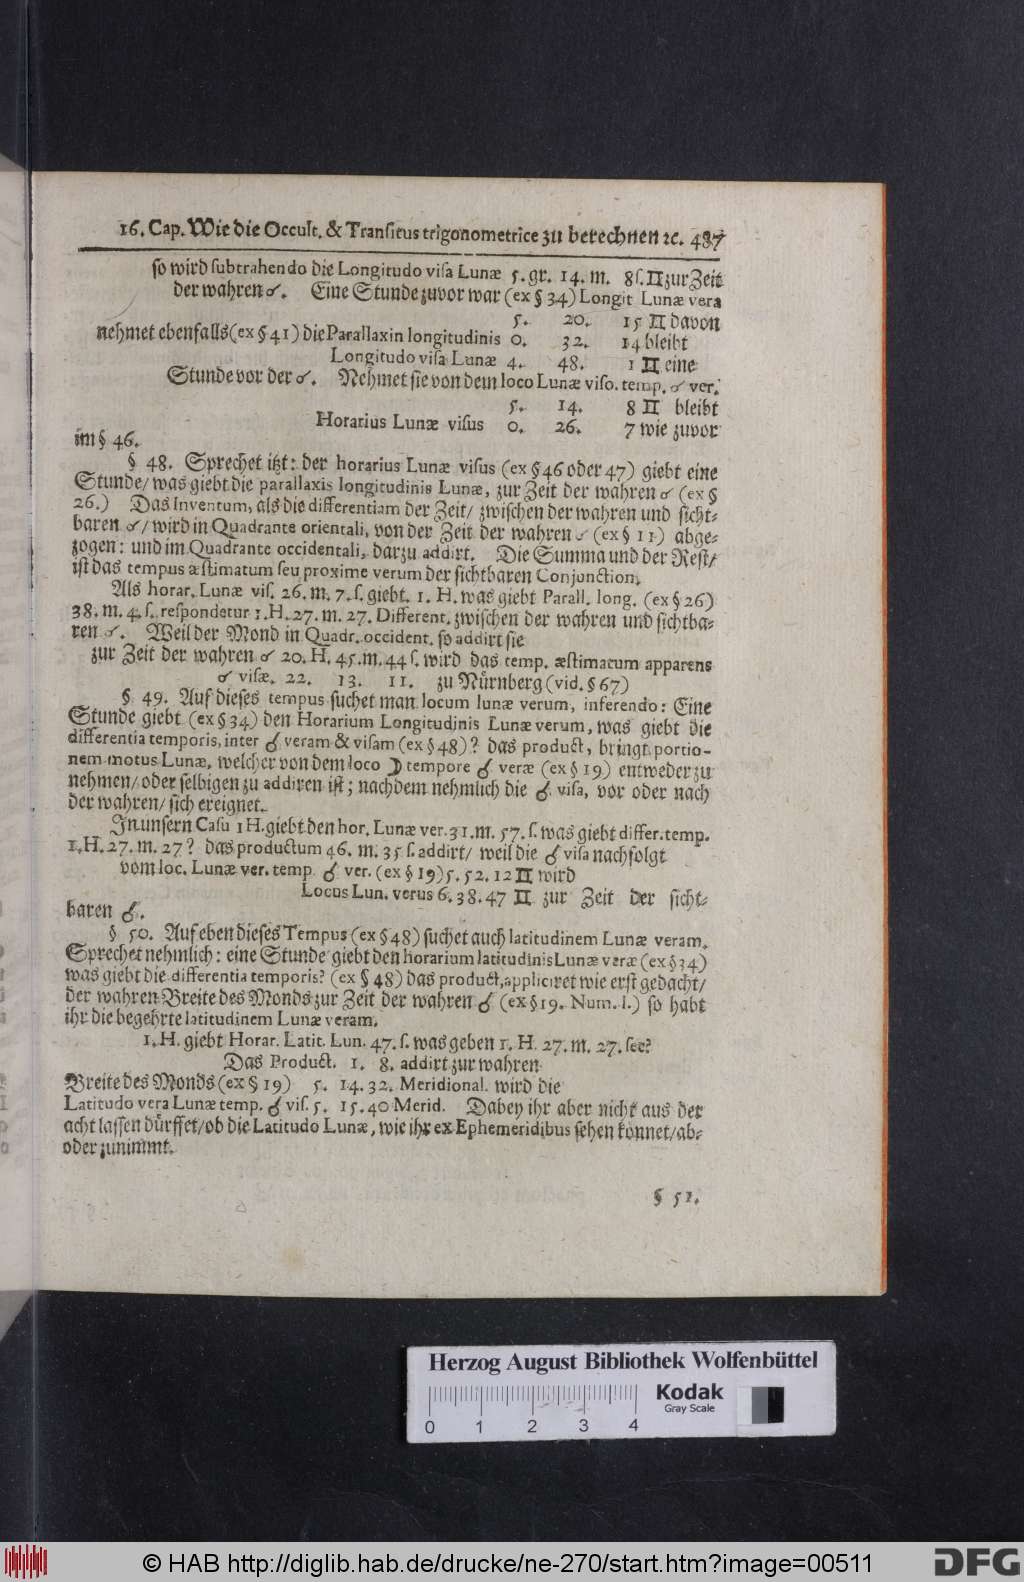 16. Cap. Wie die Occult. & Transitus trigonometrice zu berechnen ꝛc. 487
so wird subtrahendo die Longitudo visa Lunæ 5. gr. 14. m. 8 s. ♊ zur Zeit
der wahren ☌. Eine Stunde zuvor war (ex § 34) Longit Lunæ vera
5. 20. 15 ♊ davon
nehmet ebenfalls (ex § 41) die Parallaxin longitudinis 0. 32. 14 bleibt
Longitudo visa Lunæ 4. 48. 1 ♊ eine
Stunde vor der ☌. Nehmet sie von dem loco Lunæ viso. temp. ☌ ver.
5. 14. 8 ♊ bleibt
Horarius Lunæ visus 0. 26. 7 wie zuvor
im § 46.
§ 48. Sprechet itzt: der horarius Lunæ visus (ex § 46 oder 47) giebt eine
Stunde/ was giebt die parallaxis longitudinis Lunæ, zur Zeit der wahren ☌ (ex §
26.) Das Inventum, als die differentiam der Zeit/ zwischen der wahren und sicht-
baren ☌/ wird in Quadrante orientali, von der Zeit der wahren ☌ (ex § 11) abge-
zogen: und im Quadrante occidentali, darzu addirt. Die Summa und der Rest/
ist das tempus æstimatum seu proxime verum der sichtbaren Conjunction.
Als horar. Lunæ vis. 26. m. 7. s. giebt. 1. H. was giebt Parall. long. (ex § 26)
38. m. 4. s. respondetur 1. H. 27. m. 27. Different. zwischen der wahren und sichtba-
ren ☌. Weil der Mond in Quadr. occident. so addirt sie
zur Zeit der wahren ☌ 20. H. 45. m. 44 s. wird das temp. æstimatum apparens
☌ visæ. 22. 13. 11. zu Nürnberg (vid. § 67)
§. 49. Auf dieses tempus suchet man locum lunæ verum, inferendo: Eine
Stunde giebt (ex § 34) den Horarium Longitudinis Lunæ verum, was giebt die
differentia temporis, inter ☌ veram & visam (ex § 48)? das product, bringt portio-
nem motus Lunæ, welcher von dem loco ☽ tempore ☌ veræ (ex § 19) entweder zu
nehmen/ oder selbigen zu addiren ist; nachdem nehmlich die ☌ visa, vor oder nach
der wahren/ sich ereignet.
In unsern Casu 1 H. giebt den hor. Lunæ ver. 31. m. 57. s. was giebt differ. temp.
1. H. 27. m. 27? das productum 46. m. 35 s. addirt/ weil die ☌ visa nachfolgt
vom loc. Lunæ ver. temp. ☌ ver. (ex § 19) 5. 52. 12 ♊ wird
Locus Lun. verus 6. 38. 47 ♊ zur Zeit der sicht-
baren ☌.
§ 50. Auf eben dieses Tempus (ex § 48) suchet auch latitudinem Lunæ veram.
Sprechet nehmlich: eine Stunde giebt den horarium latitudinis Lunæ veræ (ex § 34)
was giebt die differentia temporis? (ex § 48) das product, appliciret wie erst gedacht/
der wahren Breite des Monds zur Zeit der wahren ☌ (ex § 19. Num. 1.) so habt
ihr die begehrte latitudinem Lunæ veram.
1. H. giebt Horar. Latit. Lun. 47. s. was geben 1. H. 27. m. 27. sec?
Das Product. 1. 8. addirt zur wahren
Breite des Monds (ex § 19) 5. 14. 32. Meridional. wird die
Latitudo vera Lunæ temp. ☌ vis. 5. 15. 40 Merid. Dabey ihr aber nicht aus der
acht lassen dürffet/ ob die Latitudo Lunæ, wie ihr ex Ephemeridibus sehen könnet/ ab-
oder zunimmt.
§ 51.
Herzog August Bibliothek Wolfenbüttel
Kodak
Gray Scale
0 1 2 3 4
© HAB http://diglib.hab.de/drucke/ne-270/start.htm?image=00511
DFG